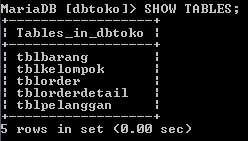 MariaDB [dbtoko]> SHOW TABLES;
+------------------+
| Tables_in_dbtoko |
+------------------+
| tblbarang        |
| tblkelompok      |
| tblorder         |
| tblorderdetail   |
| tblpelanggan     |
+------------------+
5 rows in set (0.00 sec)